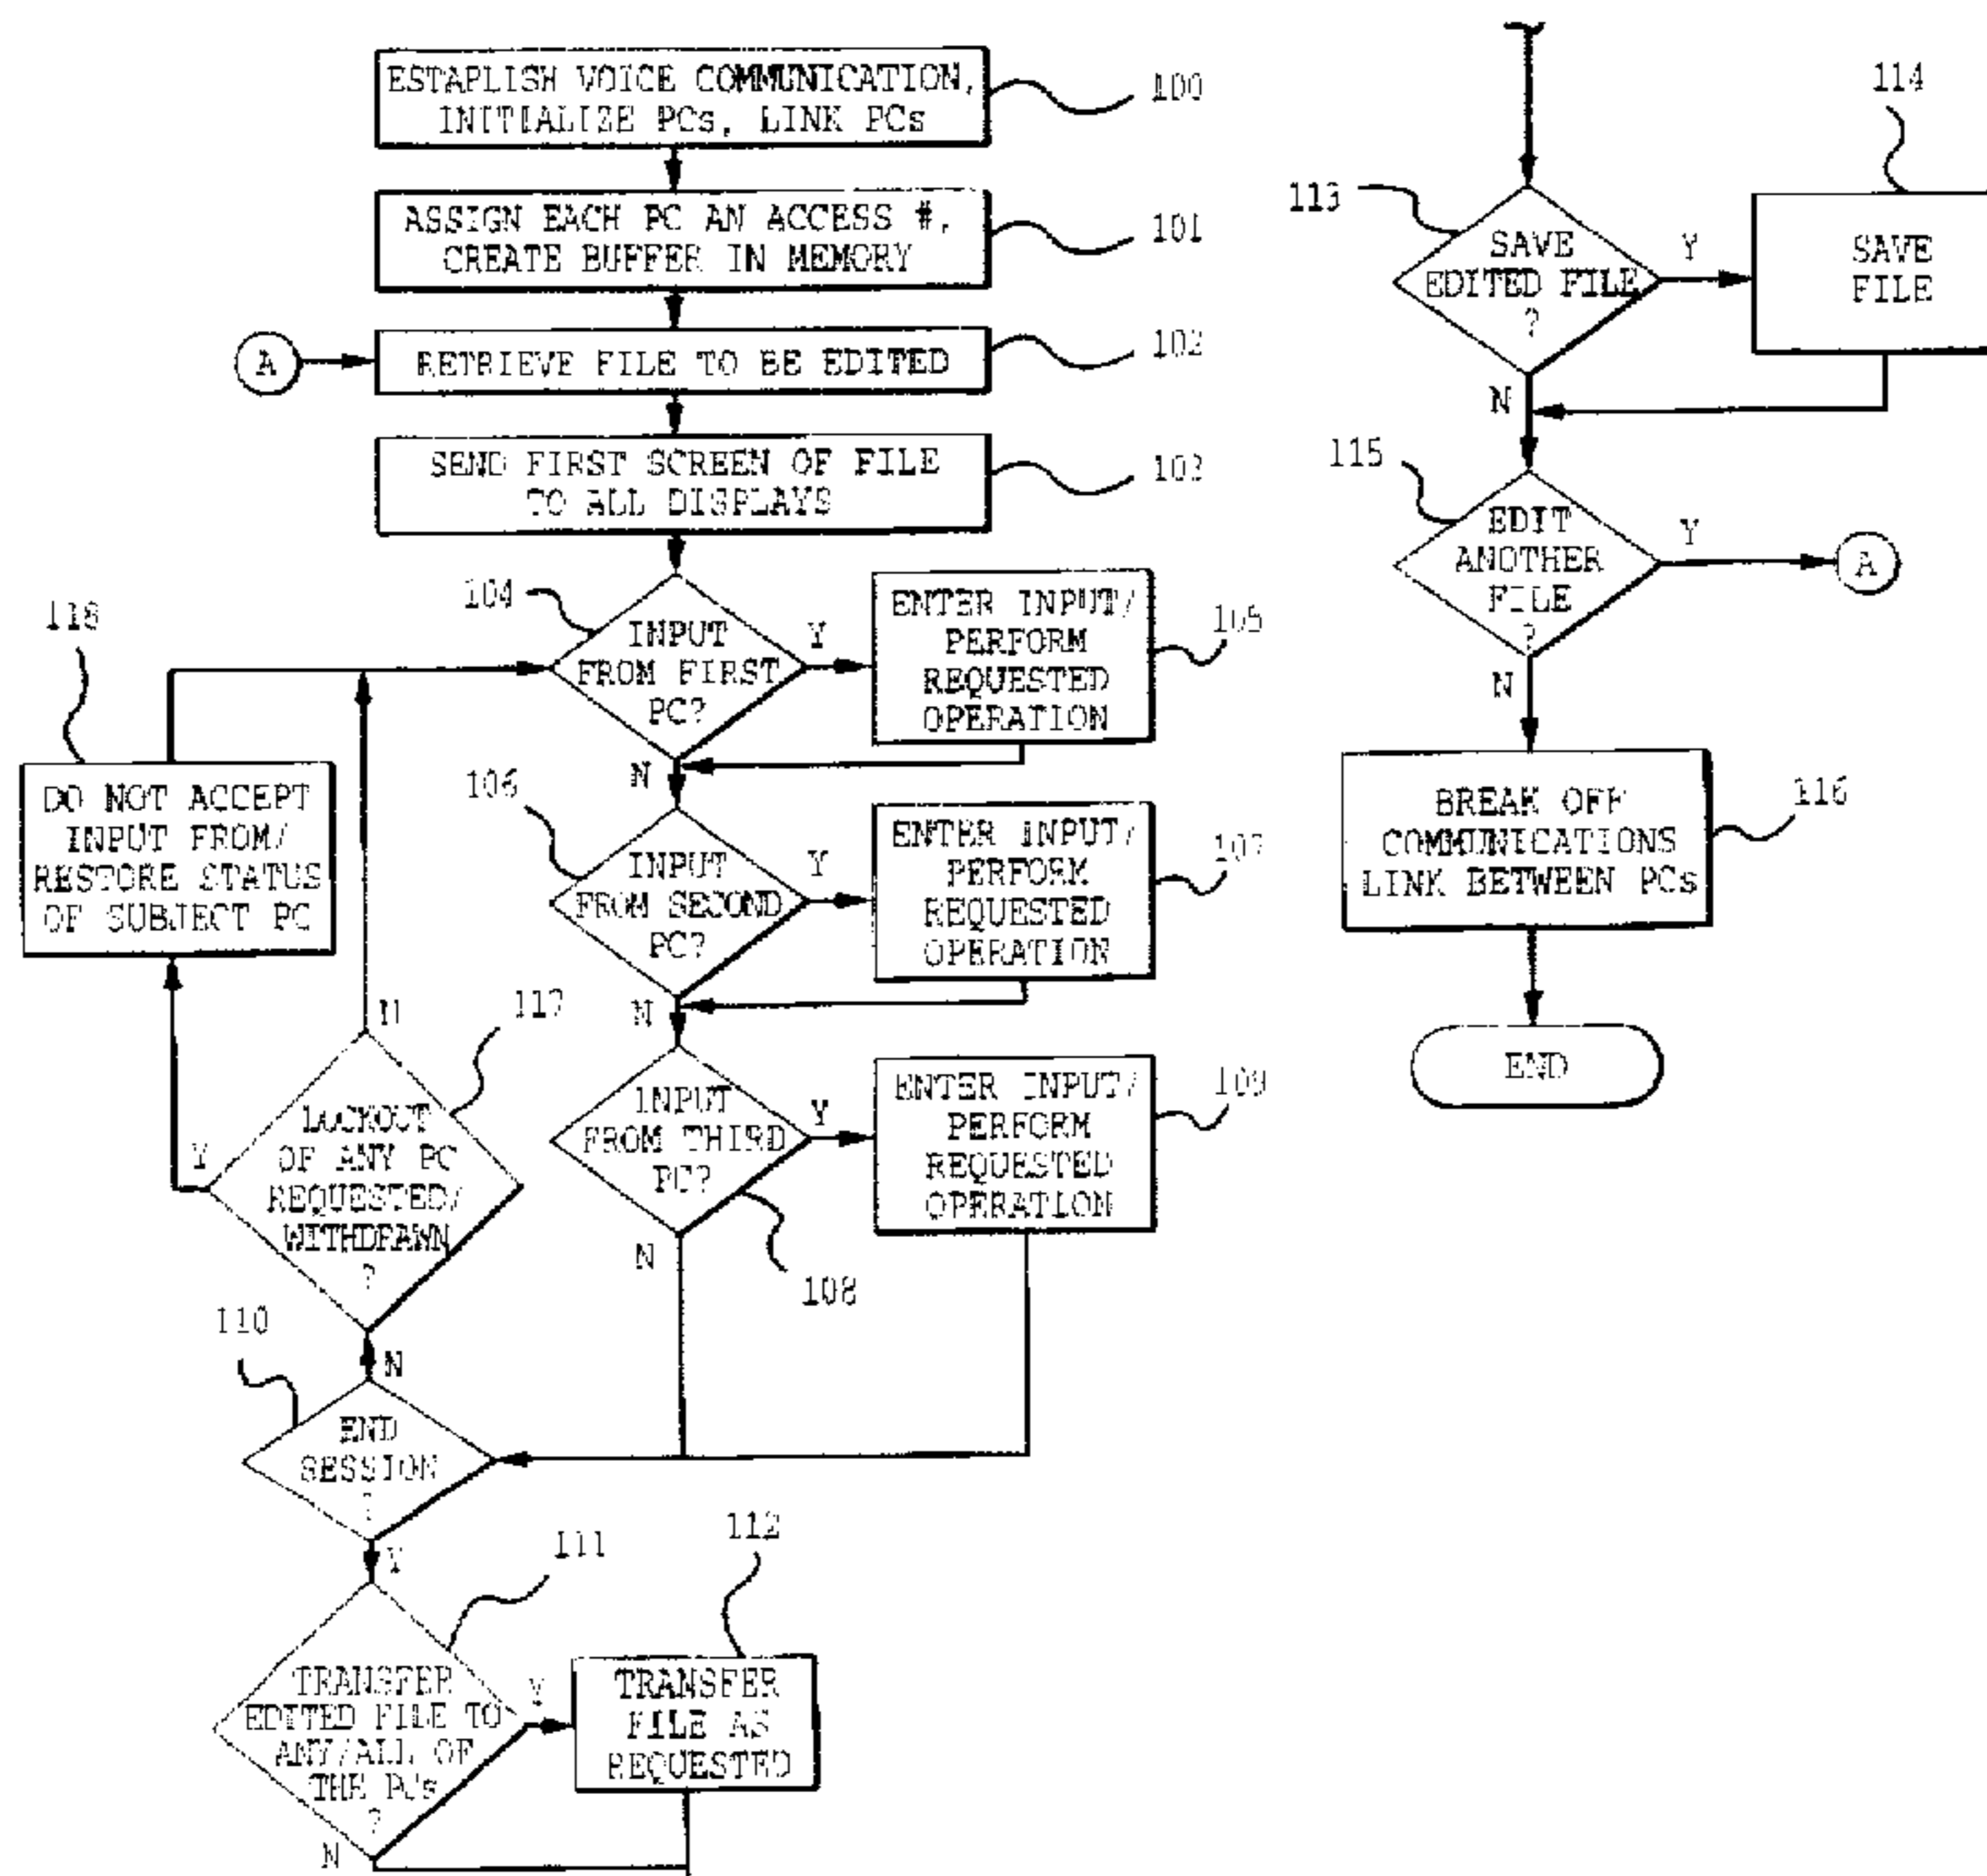 ESTAPLISH VOICE COMMUNICATION,
INITIALIZE PCs, LINK PCs
100
ASSIGN EACH PC AN ACCESS #,
CREATE BUFFER IN MEMORY
101
A
RETRIEVE FILE TO BE EDITED
102
SEND FIRST SCREEN OF FILE
TO ALL DISPLAYS
103
104
INPUT
FROM FIRST
PC?
Y
N
ENTER INPUT/
PERFORM
REQUESTED
OPERATION
105
118
DO NOT ACCEPT
INPUT FROM/
RESTORE STATUS
OF SUBJECT PC
106
INPUT
FROM SECOND
PC?
Y
N
ENTER INPUT/
PERFORM
REQUESTED
OPERATION
107
117
N
LOCKOUT
OF ANY PC
REQUESTED/
WITHDRAWN
?
Y
INPUT
FROM THIRD
PC?
Y
N
108
ENTER INPUT/
PERFORM
REQUESTED
OPERATION
109
110
N
END
SESSION
?
Y
111
TRANSFER
EDITED FILE TO
ANY/ALL OF
THE PCs
?
Y
N
112
TRANSFER
FILE AS
REQUESTED
113
SAVE
EDITED FILE
?
Y
N
114
SAVE
FILE
115
EDIT
ANOTHER
FILE
?
Y
A
N
BREAK OFF
COMMUNICATIONS
LINK BETWEEN PCs
116
END